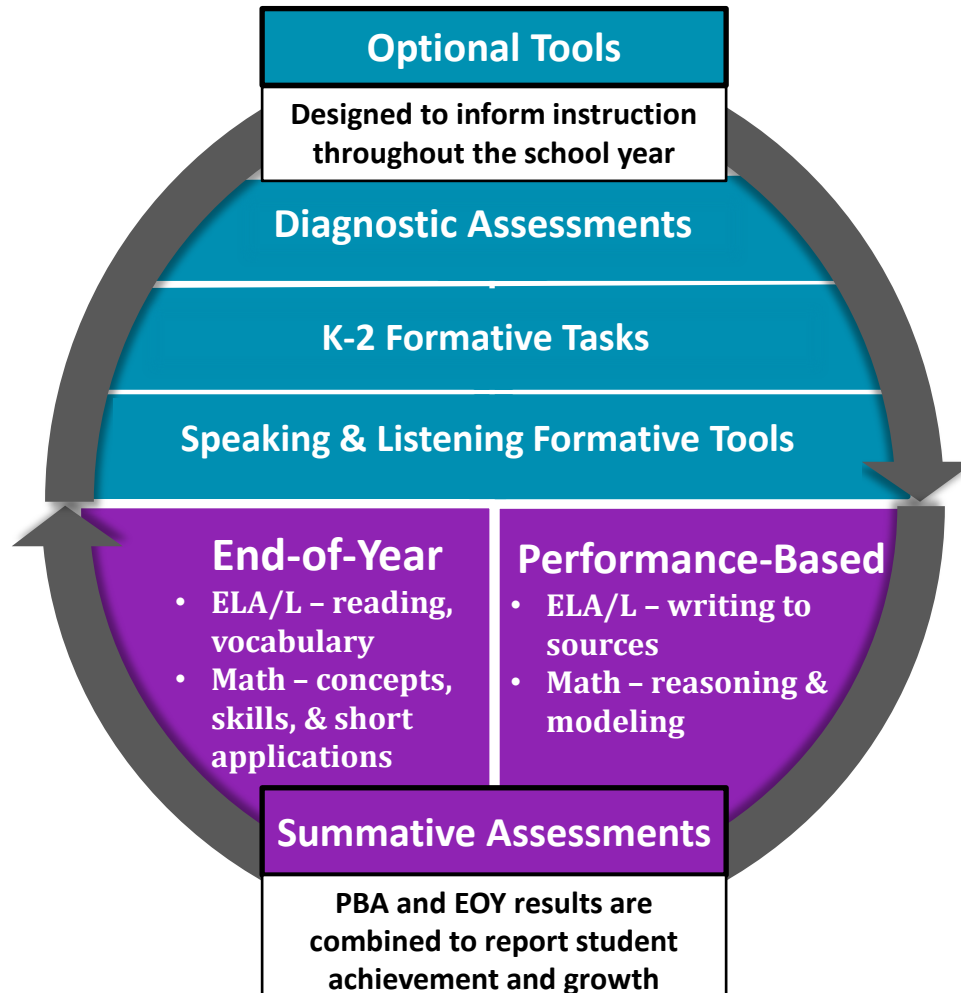 Optional Tools
Designed to inform instruction
throughout the school year
Diagnostic Assessments
K-2 Formative Tasks
Speaking & Listening Formative Tools
End-of-Year
• ELA/L – reading,
vocabulary
• Math – concepts,
skills, & short
applications
Performance-Based
• ELA/L – writing to
sources
• Math – reasoning &
modeling
Summative Assessments
PBA and EOY results are
combined to report student
achievement and growth